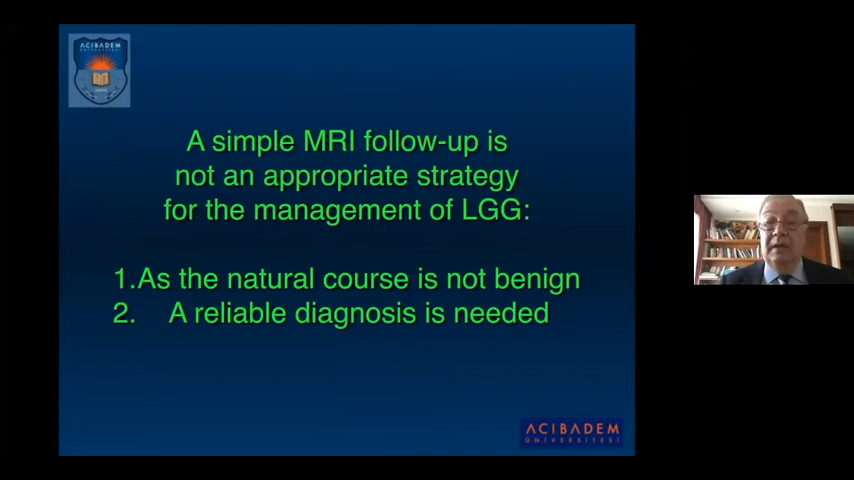 ACIBADEM
A simple MRI follow-up is
not an appropriate strategy
for the management of LGG:
1.As the natural course is not benign
2. A reliable diagnosis is needed
ACIBADEM
ÜNİVERSİTESİ